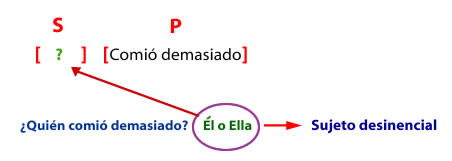 S P
[ ? ] [Comió demasiado]
¿Quién comió demasiado? Él o Ella Sujeto desinencial